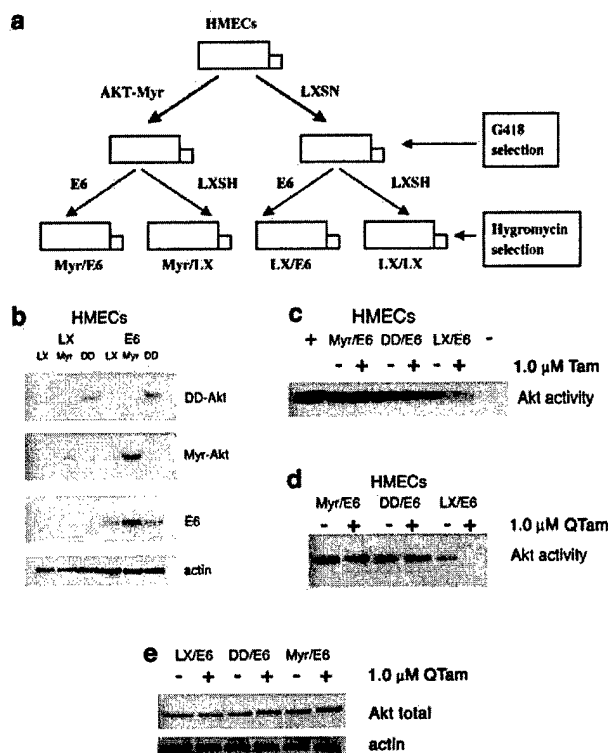 a
HMECs
AKT-Myr
LXSN
G418
selection
E6
LXSH
E6
LXSH
Hygromycin
selection
Myr/E6
Myr/LX
LX/E6
LX/LX
b
HMECs
LX
E6
LX Myr DD LX Myr DD
DD-Akt
Myr-Akt
E6
actin
c
HMECs
+ Myr/E6 DD/E6 LX/E6 -
- + - + - + 1.0 µM Tam
Akt activity
d
HMECs
Myr/E6 DD/E6 LX/E6
- + - + - + 1.0 µM QTam
Akt activity
e
LX/E6 DD/E6 Myr/E6
- + - + - + 1.0 µM QTam
Akt total
actin